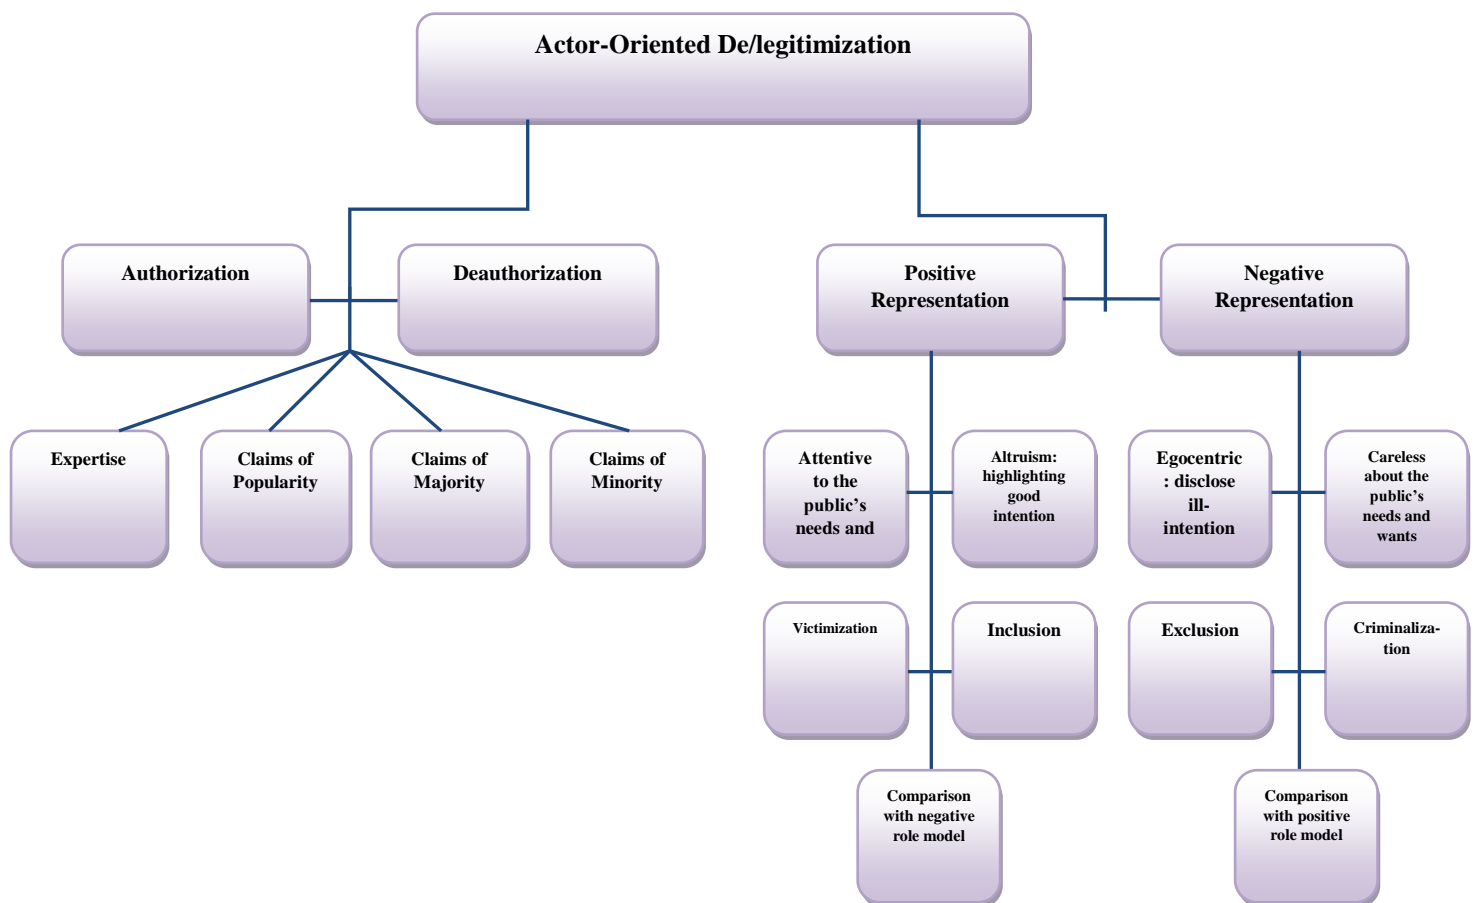 Actor-Oriented De/legitimization
Authorization
Deauthorization
Positive
Representation
Negative
Representation
Expertise
Claims of
Popularity
Claims of
Majority
Claims of
Minority
Attentive
to the
public’s
needs and
Altruism:
highlighting
good
intention
Egocentric
: disclose
ill-
intention
Careless
about the
public’s
needs and
wants
Victimization
Inclusion
Exclusion
Criminaliza-
tion
Comparison
with negative
role model
Comparison
with positive
role model